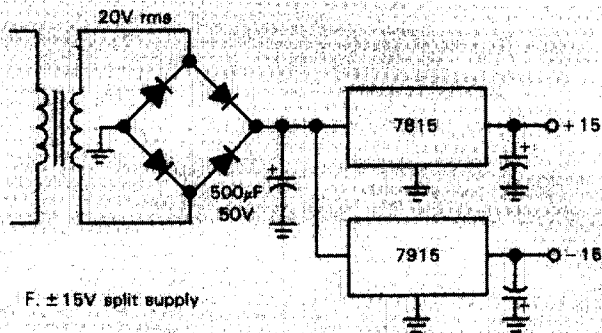 20V rms
7815
+15
+
+
500μF
50V
7915
-15
+
F. ±15V split supply